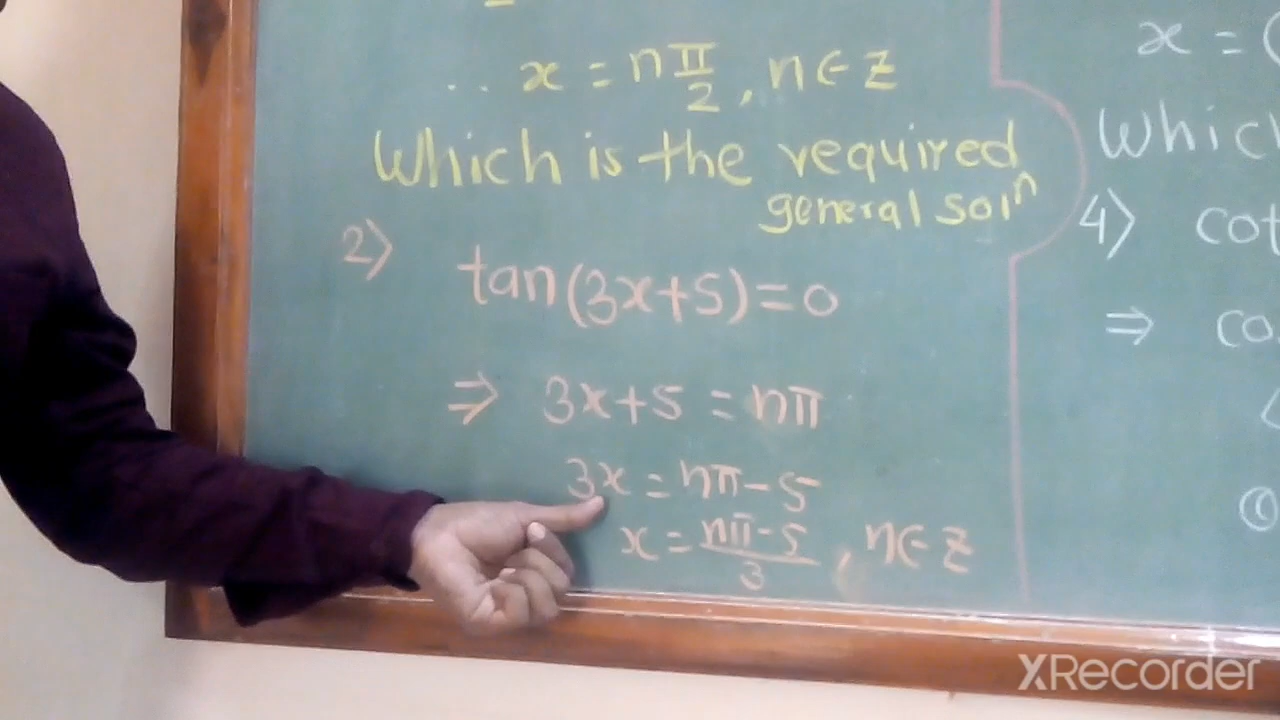 ∴ x = nπ/2, n ∈ z
Which is the required
general solⁿ
2) tan(3x+5)=0
⇒ 3x+5 = nπ
3x = nπ-5
x = nπ-5/3, n ∈ z
x = (
Whic
4) cot
⇒ co
XRecorder